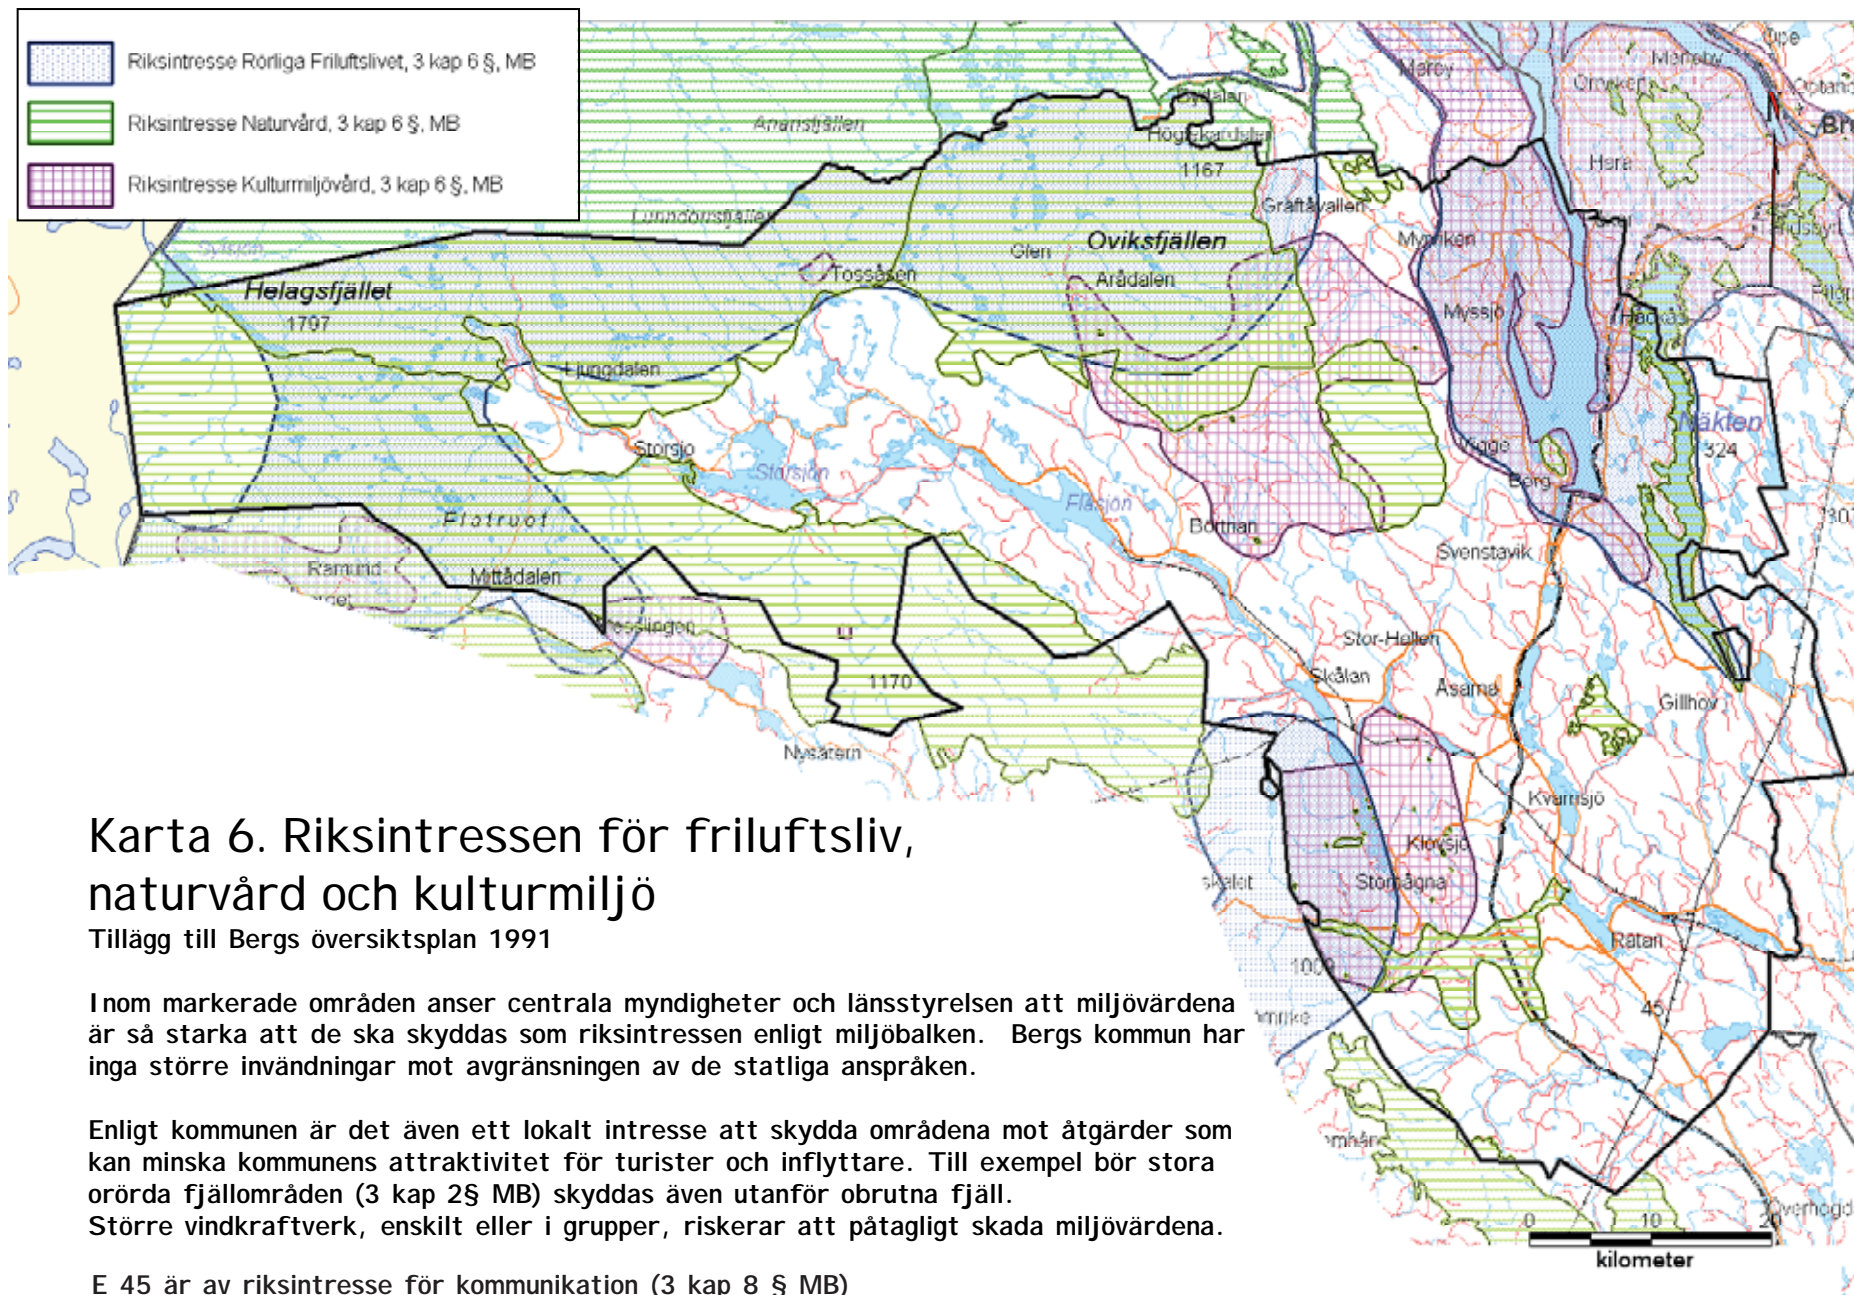 Riksintresse Rörliga Friluftslivet, 3 kap 6 §, MB
Riksintresse Naturvård, 3 kap 6 §, MB
Riksintresse Kulturmiljövård, 3 kap 6 §, MB
Marby
Anansfjällen
Bydalen
Höglekardalen
1167
Hara
Lunndörrsfjällen
Gräftåvallen
Myrviken
Oviksfjällen
Glen
Tossåsen
Arådalen
Helagsfjället
1797
Myssjö
Hackås
Ljungdalen
Näkten
324
Storsjö
Storsjön
Vigge
Berg
Flåsjön
Börtnan
Flatruet
Svenstavik
Ramund
Mittådalen
Messlingen
Stor-Hallen
Skålan
Åsarna
1170
Gillhov
Nysätern
Kvarnsjö
Klövsjö
Storhågna
Rätan
45
Karta 6. Riksintressen för friluftsliv,
naturvård och kulturmiljö
Tillägg till Bergs översiktsplan 1991
Inom markerade områden anser centrala myndigheter och länsstyrelsen att miljövärdena
är så starka att de ska skyddas som riksintressen enligt miljöbalken. Bergs kommun har
inga större invändningar mot avgränsningen av de statliga anspråken.
Enligt kommunen är det även ett lokalt intresse att skydda områdena mot åtgärder som
kan minska kommunens attraktivitet för turister och inflyttare. Till exempel bör stora
orörda fjällområden (3 kap 2§ MB) skyddas även utanför obrutna fjäll.
Större vindkraftverk, enskilt eller i grupper, riskerar att påtagligt skada miljövärdena.
E 45 är av riksintresse för kommunikation (3 kap 8 § MB)
0 10 20
kilometer